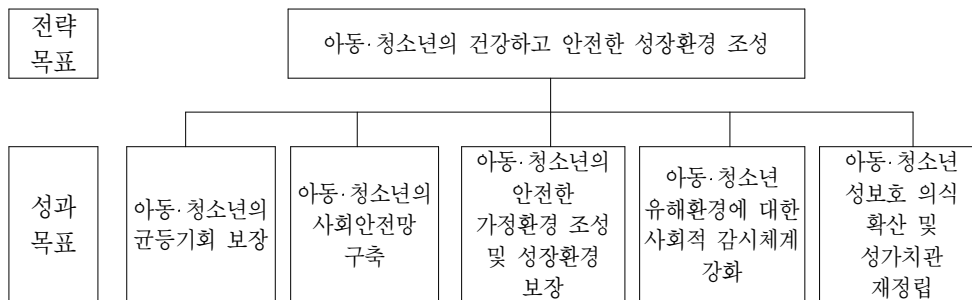 전략
목표
아동·청소년의 건강하고 안전한 성장환경 조성
성과
목표
아동·청소년의
균등기회 보장
아동·청소년의
사회안전망
구축
아동·청소년의
안전한
가정환경 조성
및 성장환경
보장
아동·청소년
유해환경에 대한
사회적 감시체계
강화
아동·청소년
성보호 의식
확산 및
성가치관
재정립